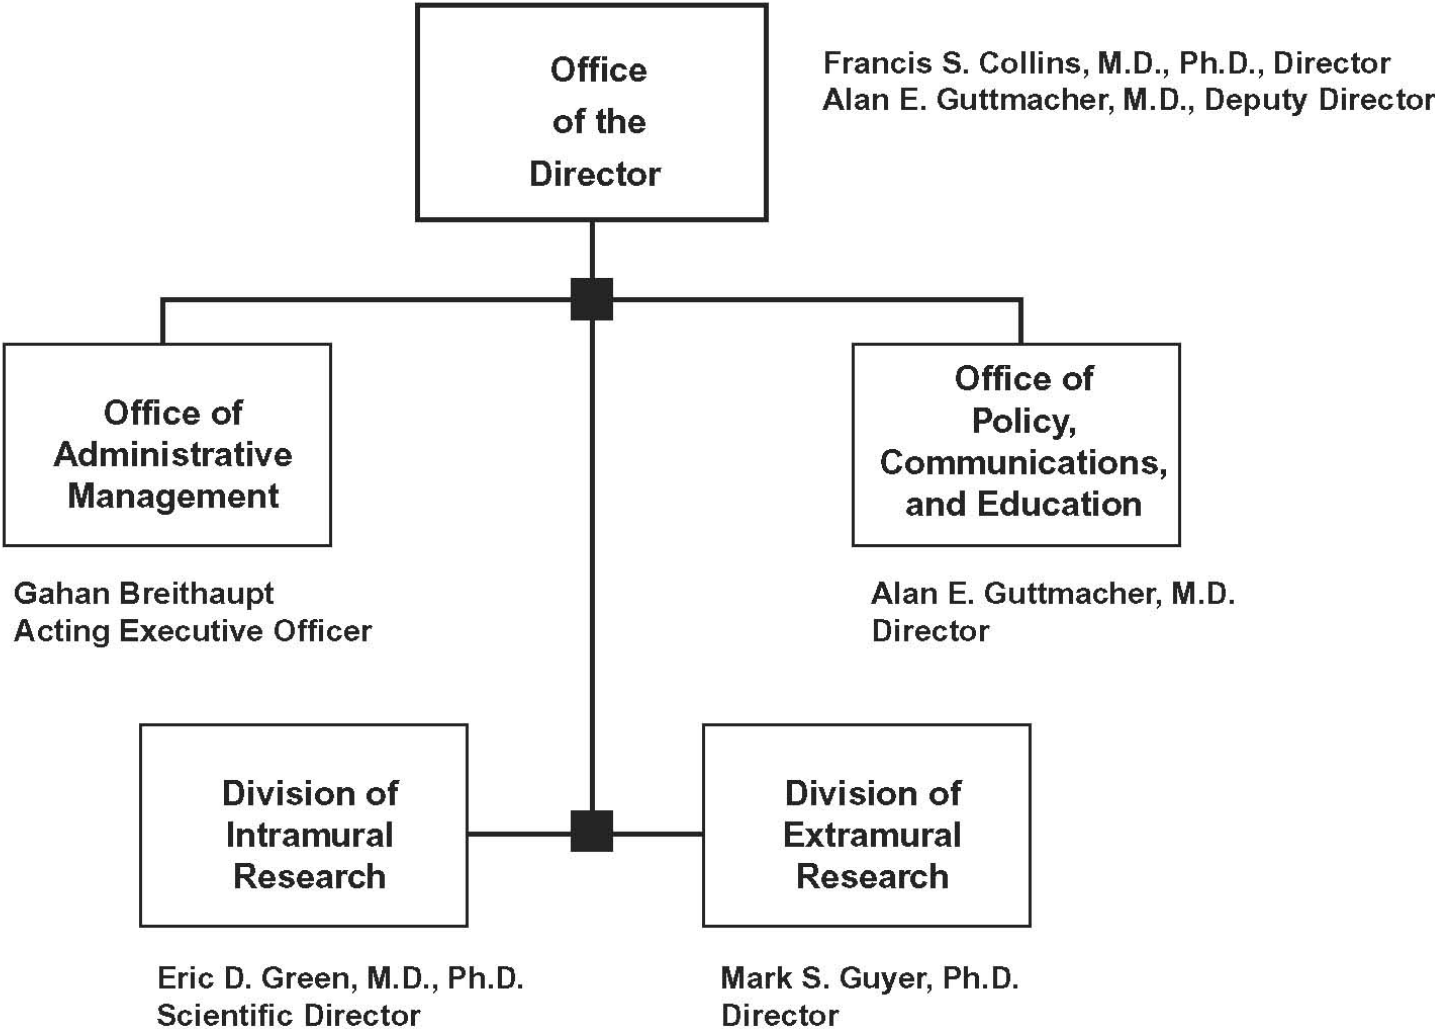 Office
of the
Director
Francis S. Collins, M.D., Ph.D., Director
Alan E. Guttmacher, M.D., Deputy Director
Office of
Administrative
Management
Gahan Breithaupt
Acting Executive Officer
Office of
Policy,
Communications,
and Education
Alan E. Guttmacher, M.D.
Director
Division of
Intramural
Research
Eric D. Green, M.D., Ph.D.
Scientific Director
Division of
Extramural
Research
Mark S. Guyer, Ph.D.
Director